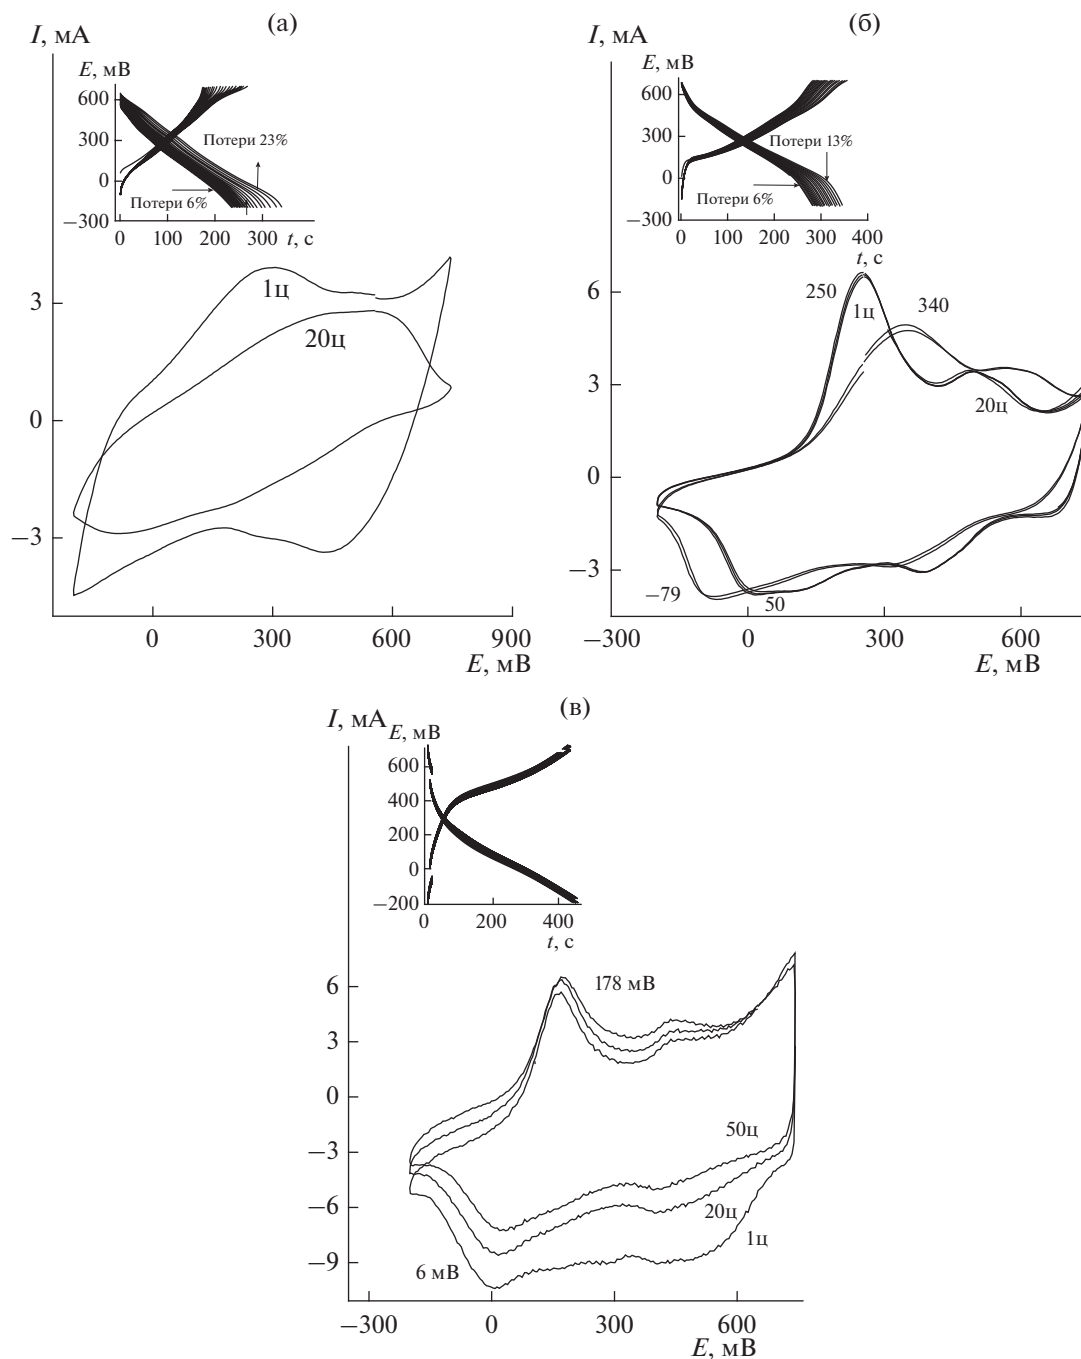 (а)
I, мА
E, мВ
600
300
0
−300
Потери 23%
Потери 6%
0 100 200 300 t, с
3
0
−3
1ц
20ц
0 300 600 900
E, мВ
(б)
I, мА
E, мВ
600
300
0
−300
Потери 13%
Потери 6%
0 100 200 300 400
t, с
6
3
0
−3
250
1ц
340
20ц
−79
50
−300 0 300 600
E, мВ
(в)
I, мА
E, мВ
600
400
200
0
−200
0 200 400
t, с
6
3
0
−3
−6
−9
178 мВ
50ц
20ц
1ц
6 мВ
−300 0 300 600
E, мВ